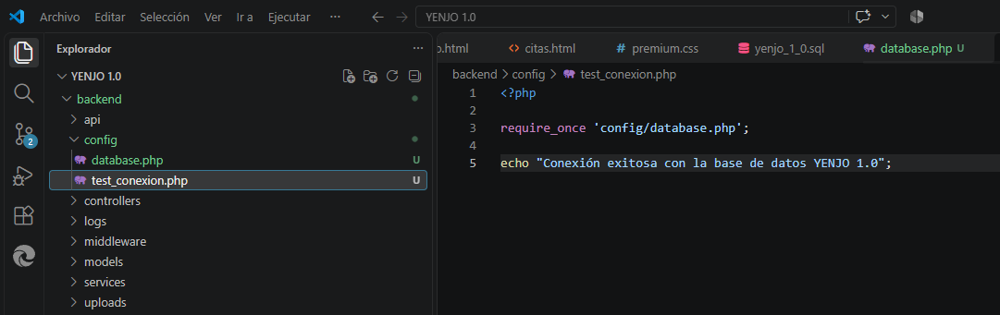 Archivo Editar Selección Ver Ir a Ejecutar ··· YENJO 1.0
Explorador ···
o.html citas.html premium.css yenjo_1_0.sql database.php U
YENJO 1.0
backend > config > test_conexion.php
backend
1 <?php
api
2
config
3 require_once 'config/database.php';
database.php U
4
test_conexion.php U
5 echo "Conexión exitosa con la base de datos YENJO 1.0";
controllers
2
logs
middleware
models
services
uploads